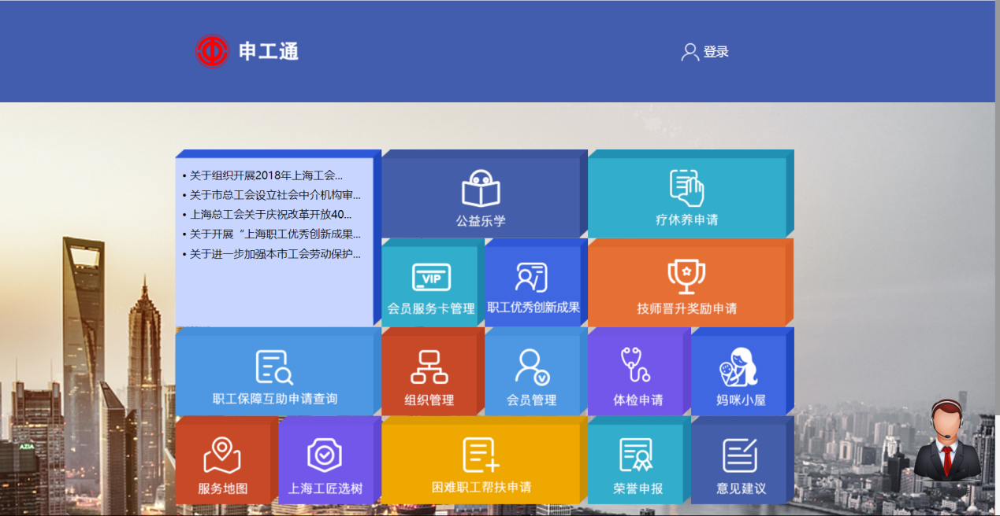 申工通
登录
• 关于组织开展2018年上海工会...
• 关于市总工会设立社会中介机构审...
• 上海总工会关于庆祝改革开放40...
• 关于开展“上海职工优秀创新成果...
• 关于进一步加强本市工会劳动保护...
公益乐学
疗休养申请
VIP
会员服务卡管理
职工优秀创新成果
技师晋升奖励申请
职工保障互助申请查询
组织管理
会员管理
体检申请
妈咪小屋
服务地图
上海工匠选树
困难职工帮扶申请
荣誉申报
意见建议
AZIA